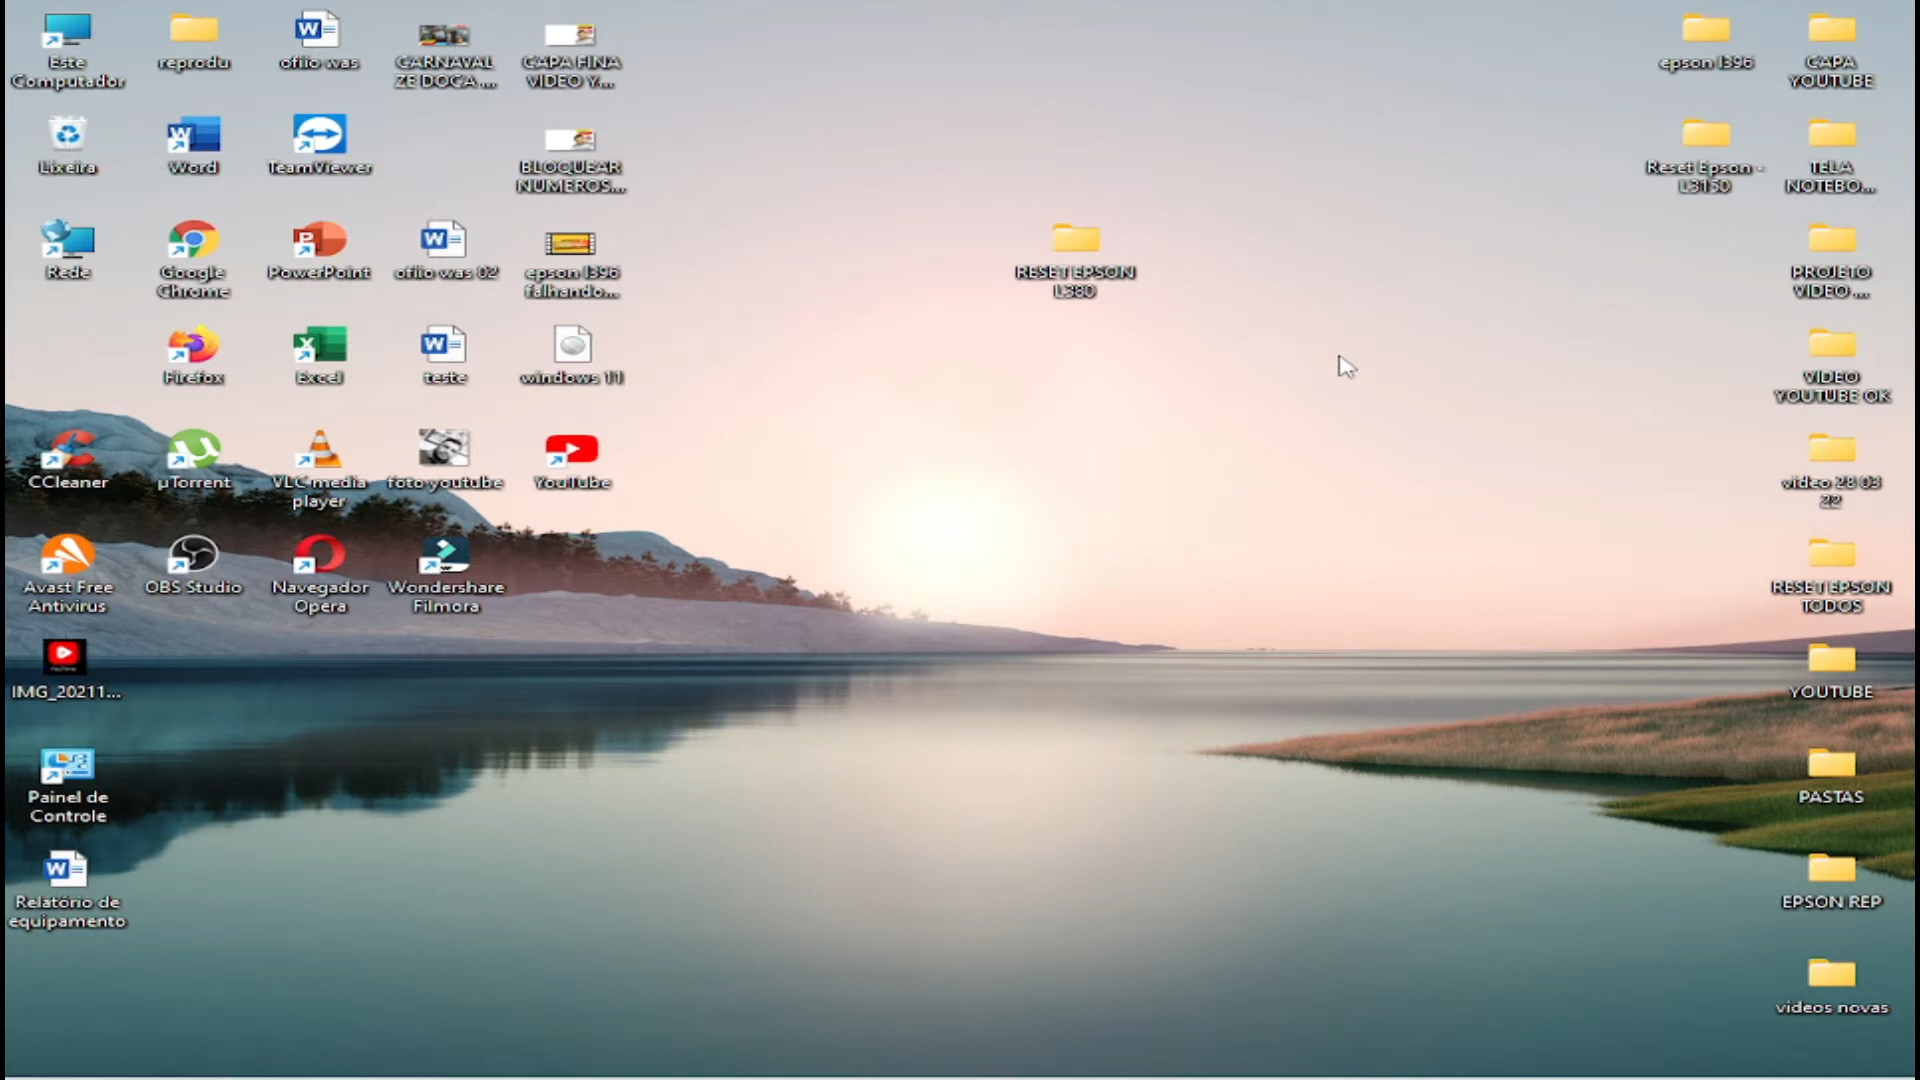 Este
Computador
reprodu
ofiio was
CARNAVAL
ZE DOCA ...
CAPA FINA
VIDEO Y...
epson l396
CAPA
YOUTUBE
Lixeira
Word
TeamViewer
BLOQUEAR
NUMEROS...
Reset Epson -
L3150
TELA
NOTEBO...
Rede
Google
Chrome
PowerPoint
ofiio was 02
epson l396
falhando...
RESET EPSON
L380
PROJETO
VIDEO ...
Firefox
Excel
teste
windows 11
VIDEO
YOUTUBE OK
CCleaner
µTorrent
VLC media
player
foto youtube
YouTube
video 28 03
22
Avast Free
Antivirus
OBS Studio
Navegador
Opera
Wondershare
Filmora
RESET EPSON
TODOS
IMG_20211...
YOUTUBE
Painel de
Controle
PASTAS
Relatório de
equipamento
EPSON REP
videos novas